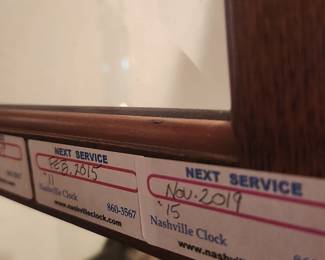 NEXT SERVICE
FEB. 2015
'11
Nashville Clock
860-3567
www.nashvilleclock.com
NEXT SERVICE
NOV. 2019
'15
Nashville Clock
www.nashv